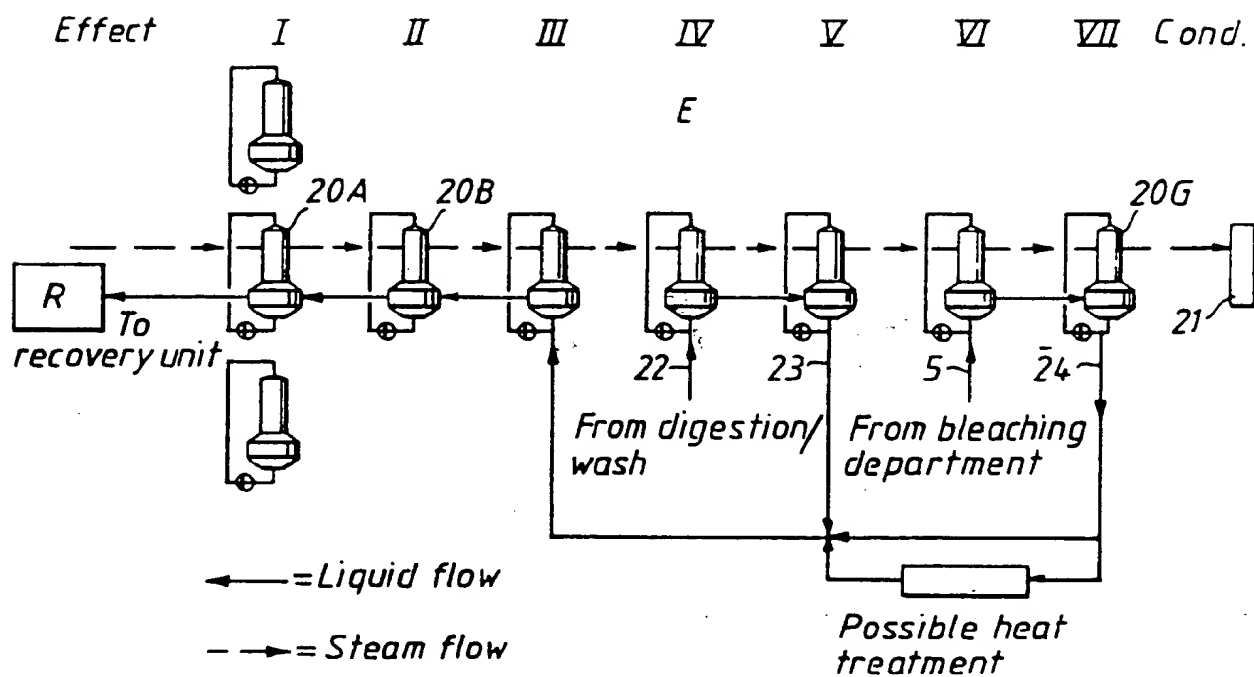 Effect I II III IV V VI VII Cond.
E
20A 20B 20G
R
To
recovery unit
21
22 23 5 24
From digestion/
wash
From bleaching
department
=Liquid flow
=Steam flow
Possible heat
treatment